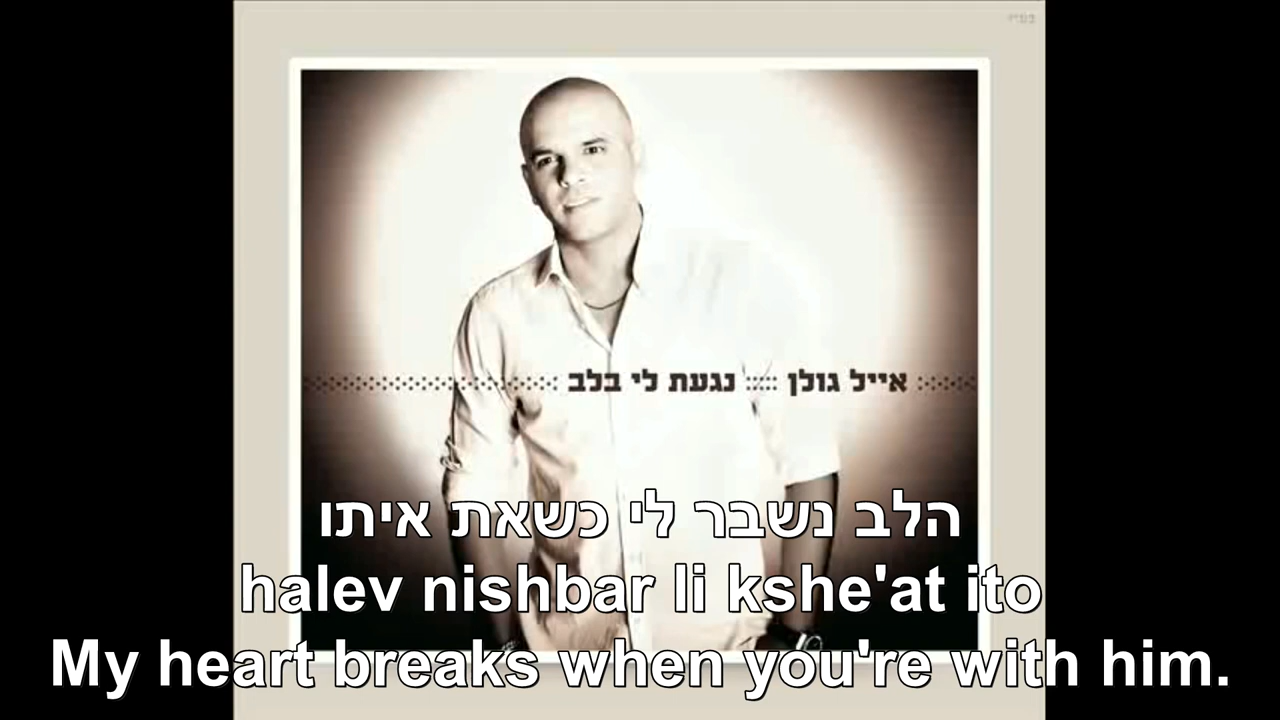 אייל גולן :::: נגעת לי בלב
הלב נשבר לי כשאת איתו
halev nishbar li kshe'at ito
My heart breaks when you're with him.